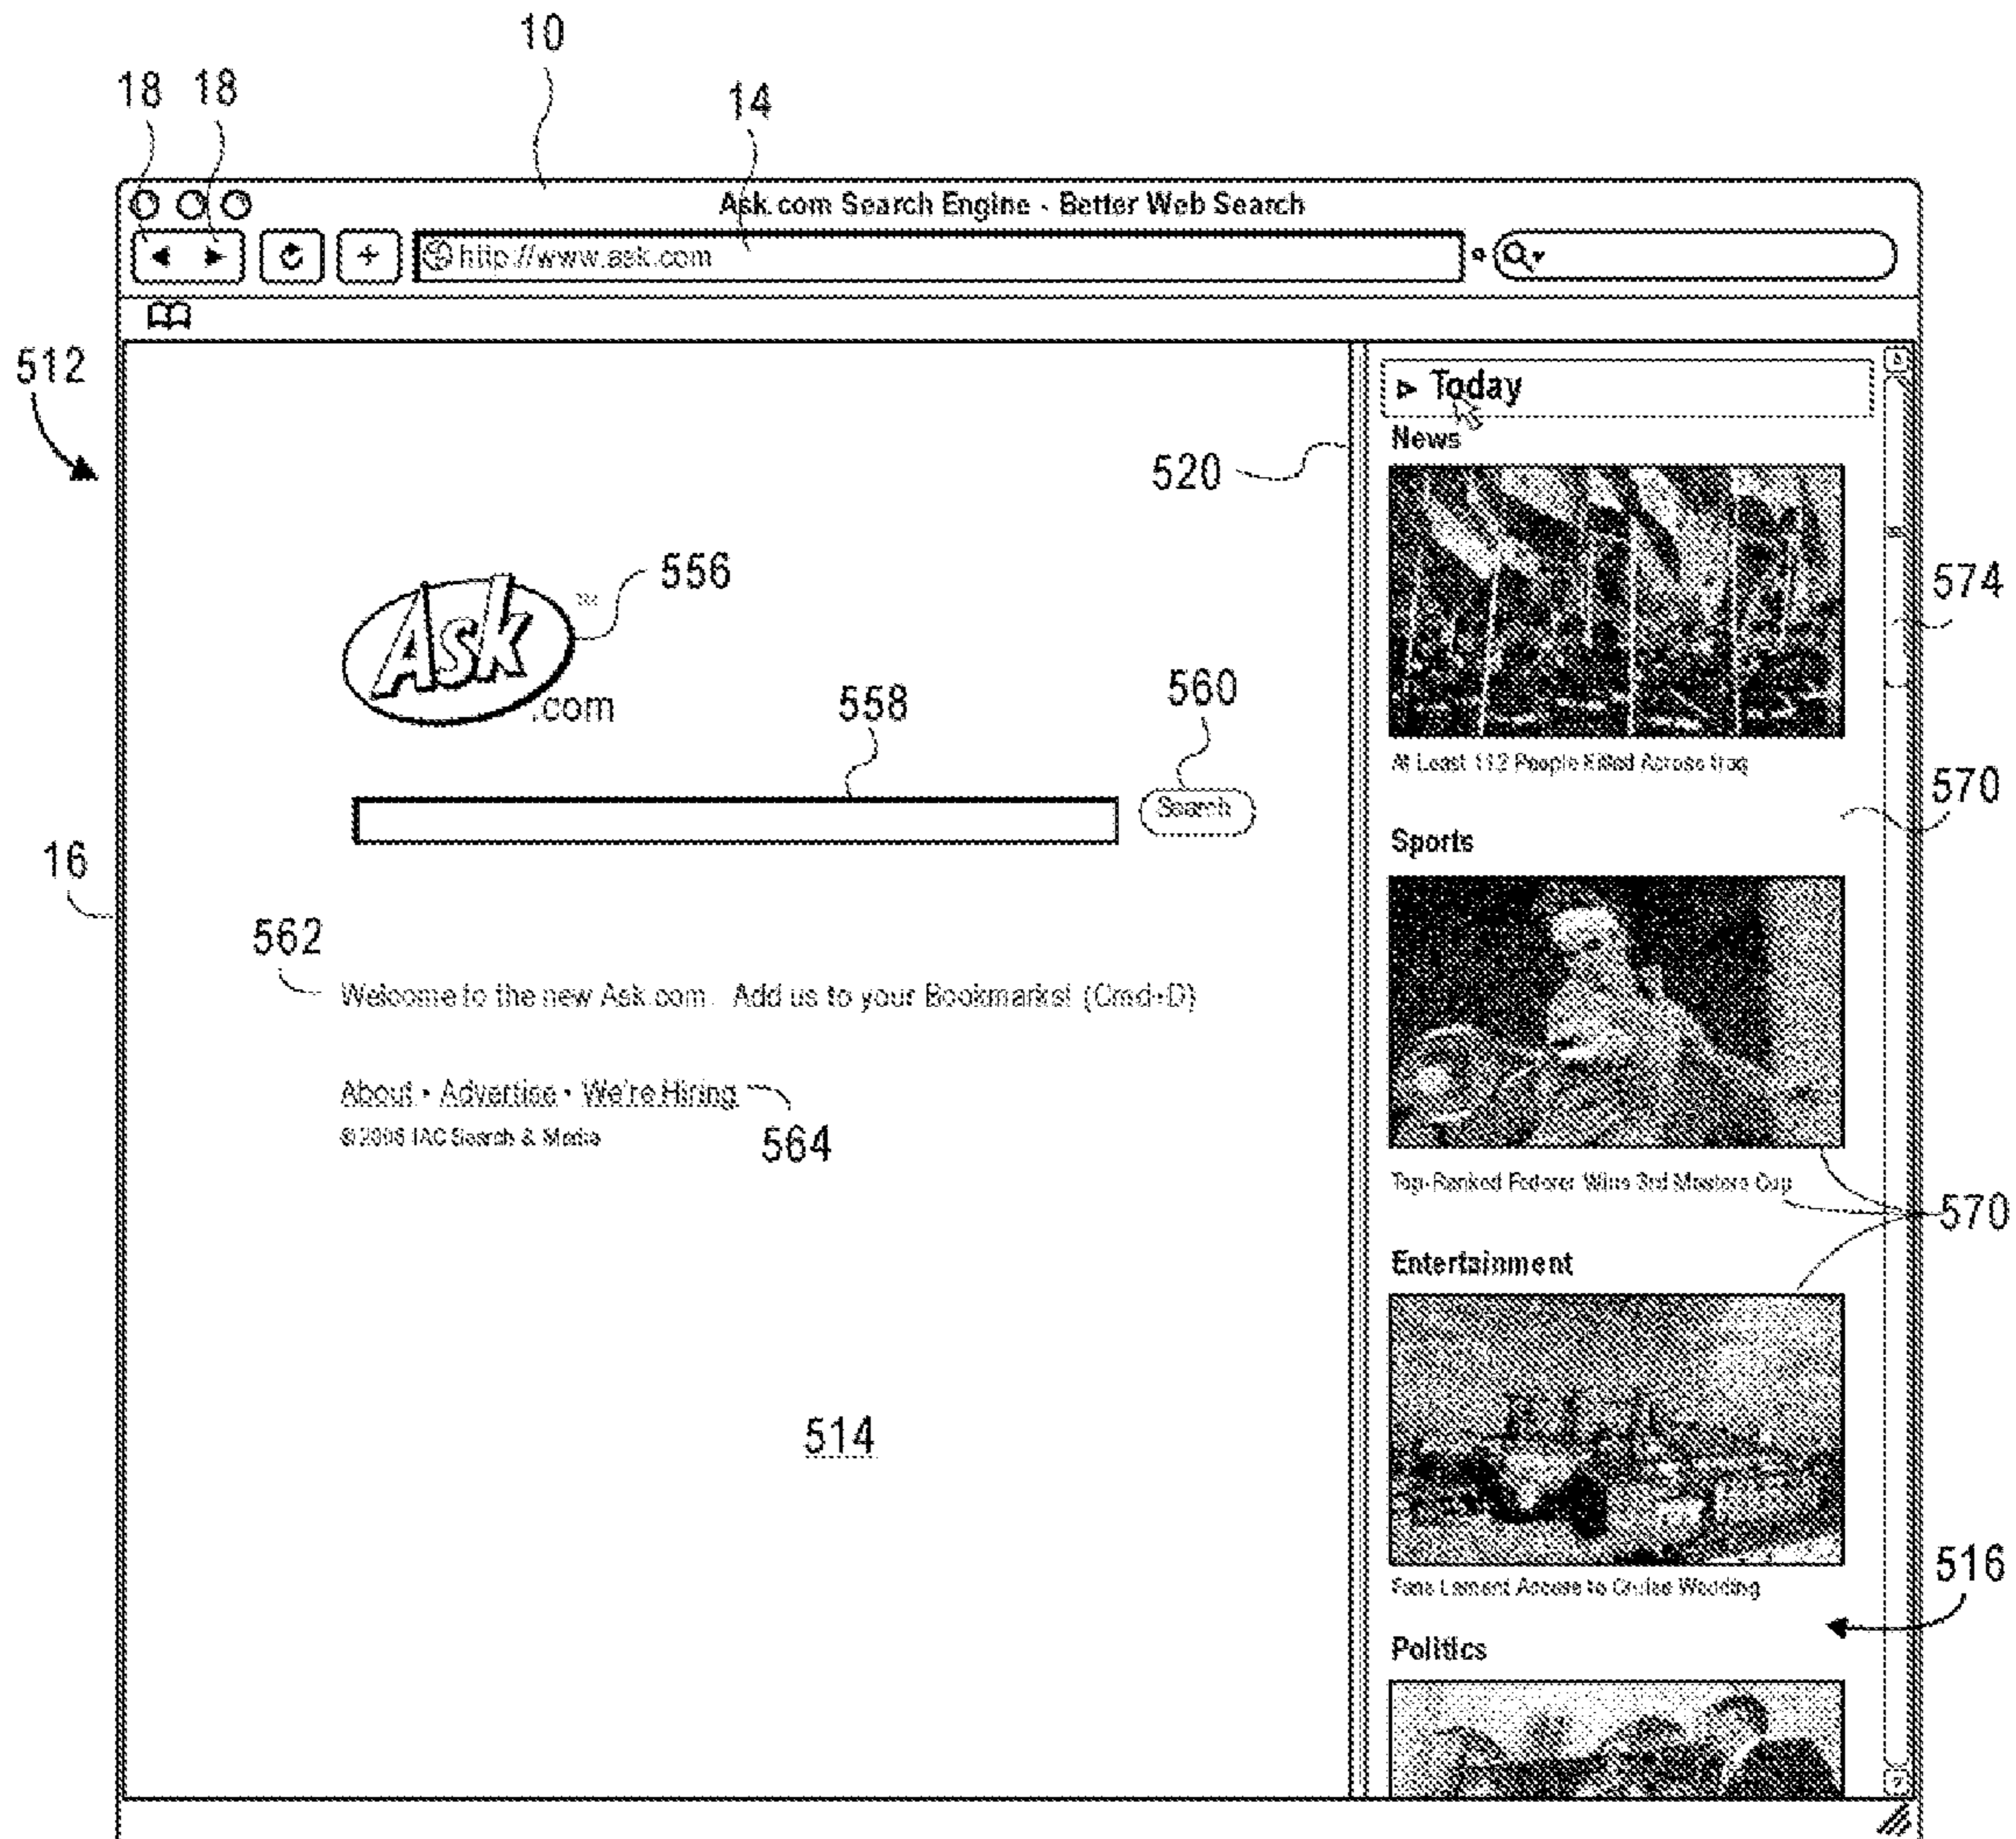 10
18 18
14
Ask.com Search Engine - Better Web Search
http://www.ask.com
512
Today
News
520
556
Ask
.com
TM
574
558
560
Search
At Least 112 People Killed Across Iraq
570
Sports
16
562
Welcome to the new Ask.com. Add us to your Bookmarks! (Cmd+D)
About • Advertise • We're Hiring
564
IAC Search & Media
Top-Ranked Federer Wins 3rd Masters Cup
570
Entertainment
514
Fans Lament Access to Cruise Wedding
516
Politics